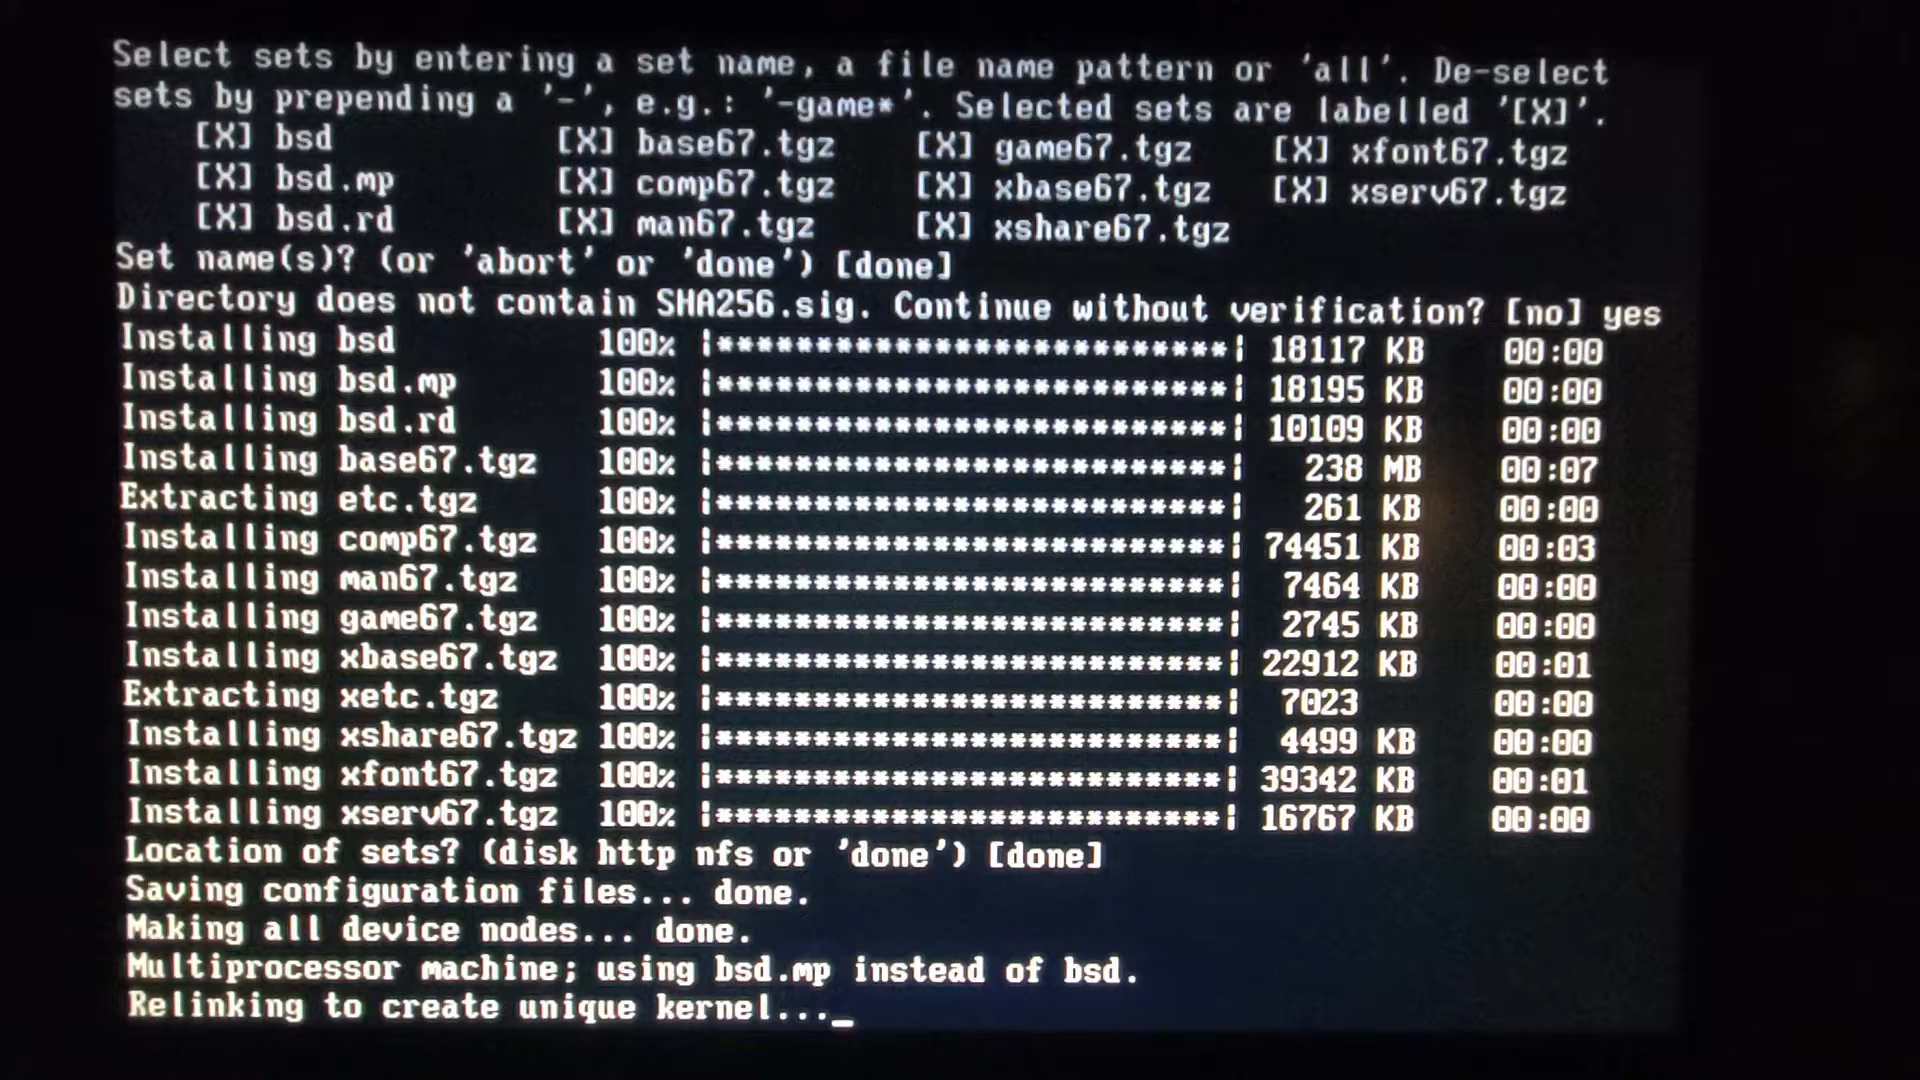 Select sets by entering a set name, a file name pattern or 'all'. De-select
sets by prepending a '-', e.g.: '-game*'. Selected sets are labelled '[X]'.
[X] bsd [X] base67.tgz [X] game67.tgz [X] xfont67.tgz
[X] bsd.mp [X] comp67.tgz [X] xbase67.tgz [X] xserv67.tgz
[X] bsd.rd [X] man67.tgz [X] xshare67.tgz
Set name(s)? (or 'abort' or 'done') [done]
Directory does not contain SHA256.sig. Continue without verification? [no] yes
Installing bsd 100% |**************************| 18117 KB 00:00
Installing bsd.mp 100% |**************************| 18195 KB 00:00
Installing bsd.rd 100% |**************************| 10109 KB 00:00
Installing base67.tgz 100% |**************************| 238 MB 00:07
Extracting etc.tgz 100% |**************************| 261 KB 00:00
Installing comp67.tgz 100% |**************************| 74451 KB 00:03
Installing man67.tgz 100% |**************************| 7464 KB 00:00
Installing game67.tgz 100% |**************************| 2745 KB 00:00
Installing xbase67.tgz 100% |**************************| 22912 KB 00:01
Extracting xetc.tgz 100% |**************************| 7023 00:00
Installing xshare67.tgz 100% |**************************| 4499 KB 00:00
Installing xfont67.tgz 100% |**************************| 39342 KB 00:01
Installing xserv67.tgz 100% |**************************| 16767 KB 00:00
Location of sets? (disk http nfs or 'done') [done]
Saving configuration files... done.
Making all device nodes... done.
Multiprocessor machine; using bsd.mp instead of bsd.
Relinking to create unique kernel..._